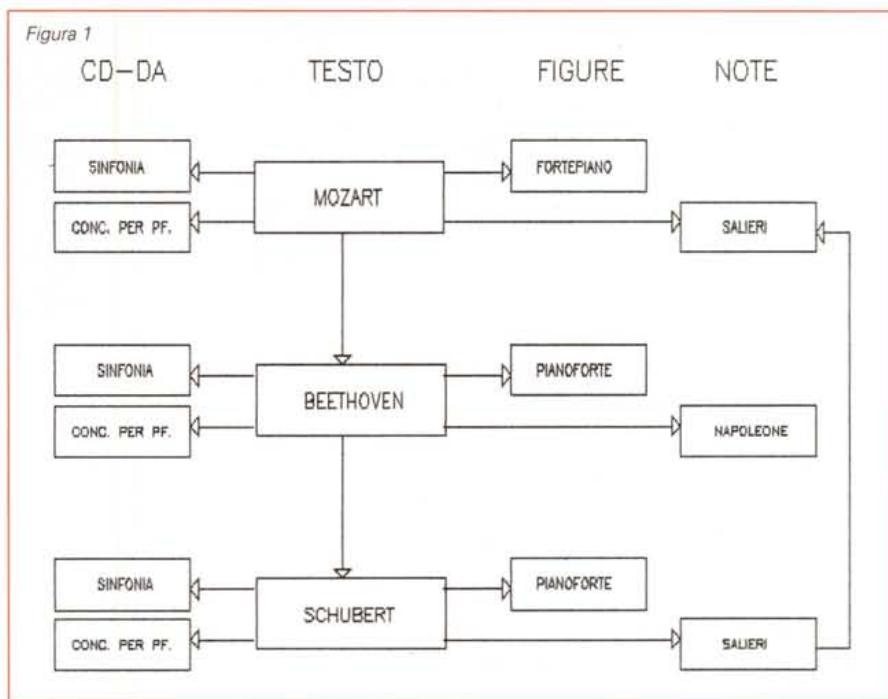 Figura 1
CD-DA TESTO FIGURE NOTE
SINFONIA
MOZART
FORTEPIANO
CONC. PER PF.
SALIERI
SINFONIA
BEETHOVEN
PIANOFORTE
CONC. PER PF.
NAPOLEONE
SINFONIA
SCHUBERT
PIANOFORTE
CONC. PER PF.
SALIERI